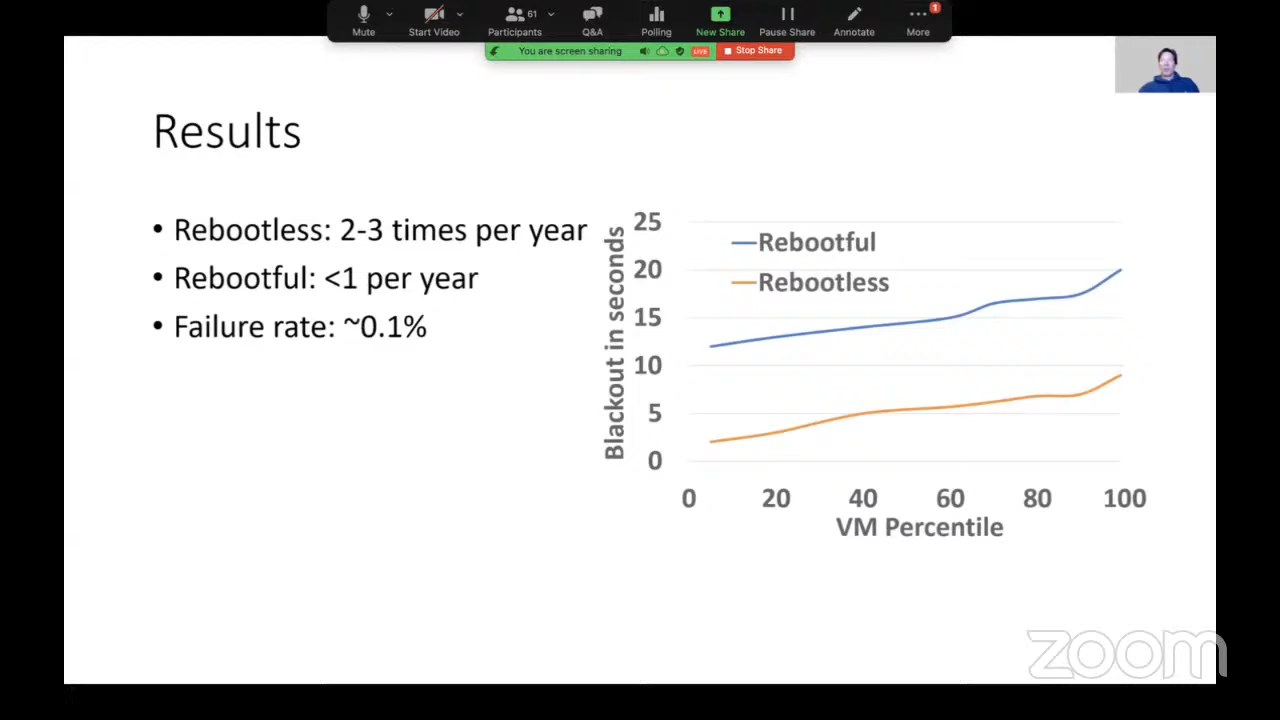 Mute
Start Video
61
Participants
Q&A
Polling
New Share
Pause Share
Annotate
1
More
You are screen sharing
LIVE
Stop Share
Results
• Rebootless: 2-3 times per year
• Rebootful: <1 per year
• Failure rate: ~0.1%
Blackout in seconds
25
20
15
10
5
0
Rebootful
Rebootless
0 20 40 60 80 100
VM Percentile
zoom